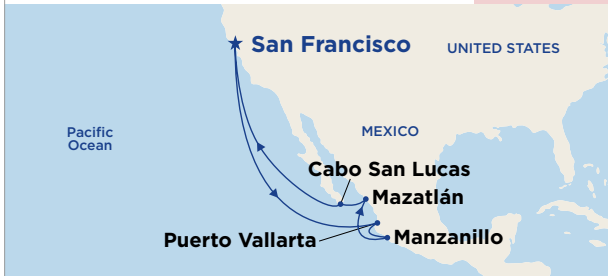 San Francisco
UNITED STATES
Pacific
Ocean
MEXICO
Cabo San Lucas
Mazatlán
Puerto Vallarta
Manzanillo